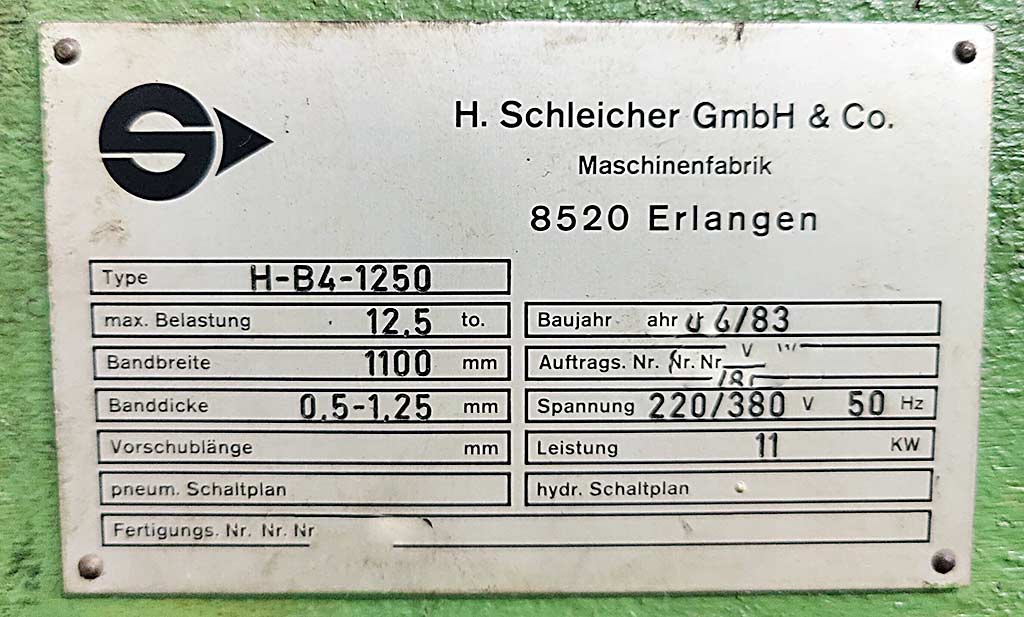 H. Schleicher GmbH & Co.
Maschinenfabrik
8520 Erlangen
Type H-B4-1250
max. Belastung 12.5 to.
Baujahr ahr 6/83
Bandbreite 1100 mm
Auftrags. Nr. Nr. Nr
Banddicke 0.5-1.25 mm
Spannung 220/380 V 50 Hz
Vorschublänge mm
Leistung 11 KW
pneum. Schaltplan
hydr. Schaltplan
Fertigungs. Nr. Nr. Nr